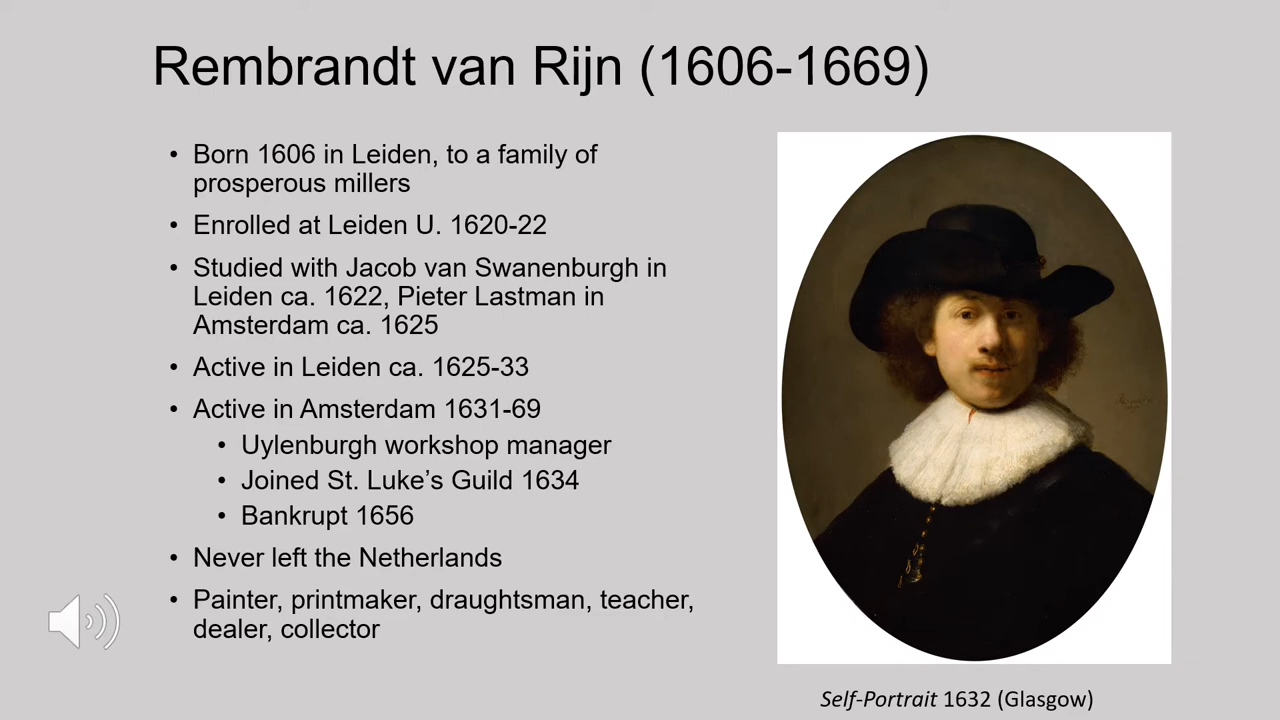 Rembrandt van Rijn (1606-1669)
• Born 1606 in Leiden, to a family of
prosperous millers
• Enrolled at Leiden U. 1620-22
• Studied with Jacob van Swanenburgh in
Leiden ca. 1622, Pieter Lastman in
Amsterdam ca. 1625
• Active in Leiden ca. 1625-33
• Active in Amsterdam 1631-69
• Uylenburgh workshop manager
• Joined St. Luke’s Guild 1634
• Bankrupt 1656
• Never left the Netherlands
• Painter, printmaker, draughtsman, teacher,
dealer, collector
Self-Portrait 1632 (Glasgow)